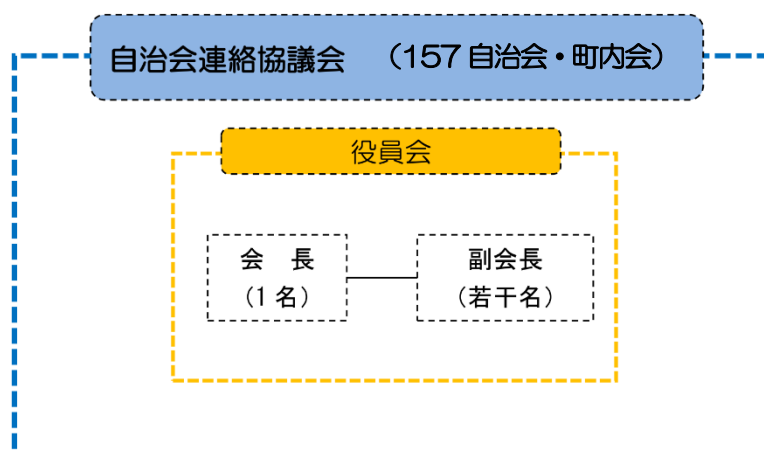 自治会連絡協議会 （157 自治会・町内会）
役員会
会 長
（1 名）
副会長
（若干名）